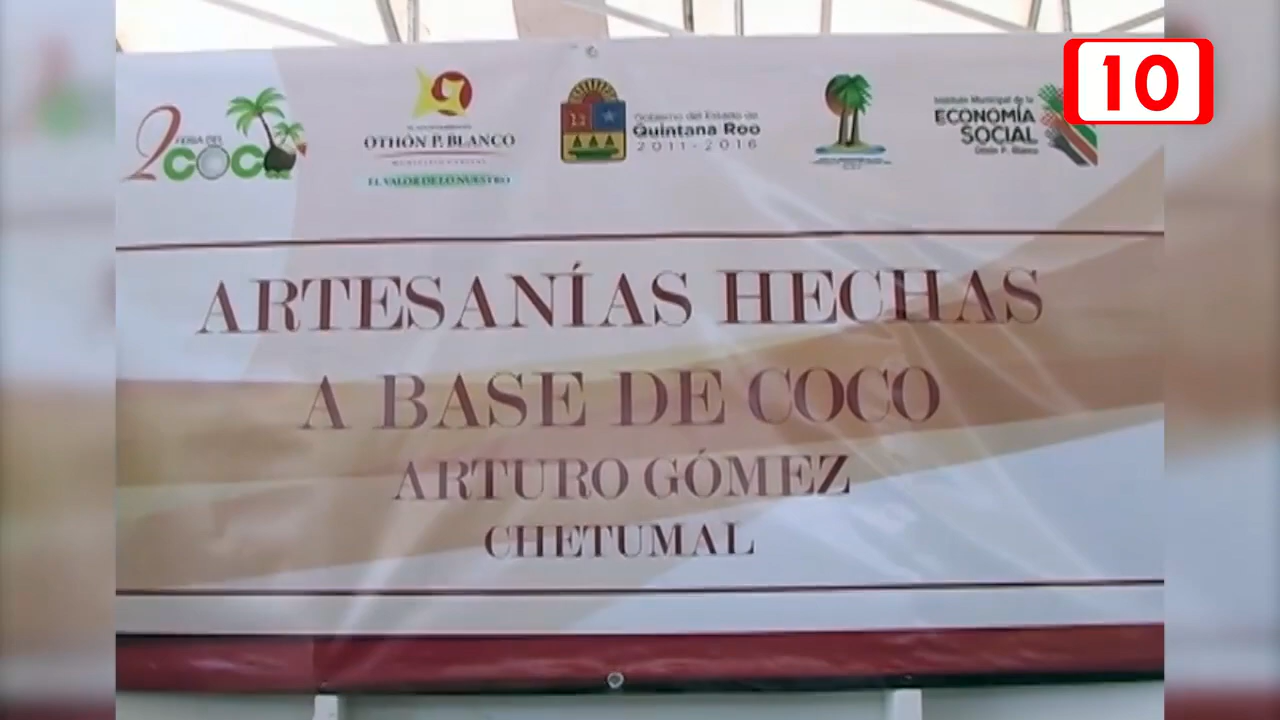 10
2 FERIA DEL
COCO
OTHÓN P. BLANCO
EL VALOR DE LO NUESTRO
Gobierno del Estado de
Quintana Roo
2011-2016
Instituto Municipal de la
ECONOMÍA
SOCIAL
Othón P. Blanco
ARTESANÍAS HECHAS
A BASE DE COCO
ARTURO GÓMEZ
CHETUMAL